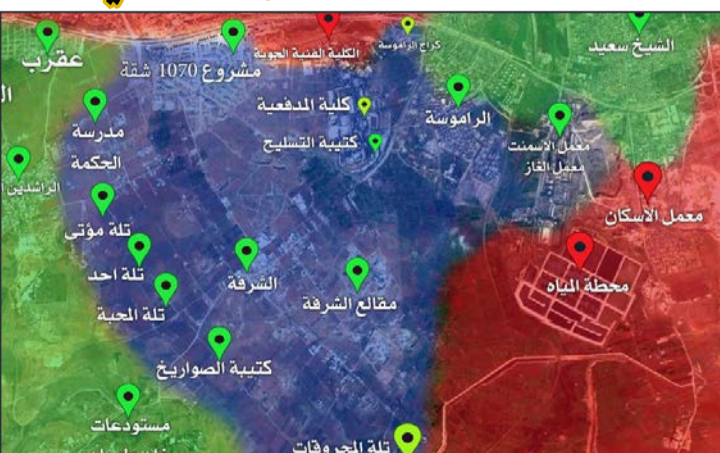 الكلية الفنية الجوية
كراج الراموسة
الشيخ سعيد
عقرب
مشروع 1070 شقة
كلية المدفعية
الراموسة
مدرسة
الحكمة
كتيبة التسليح
معمل الاسمنت
معمل الغاز
الراشدين
معمل الاسكان
تلة مؤتى
تلة احد
الشرفة
مقالع الشرفة
محطة المياه
تلة المحبة
كتيبة الصواريخ
مستودعات
تلة المحروقات